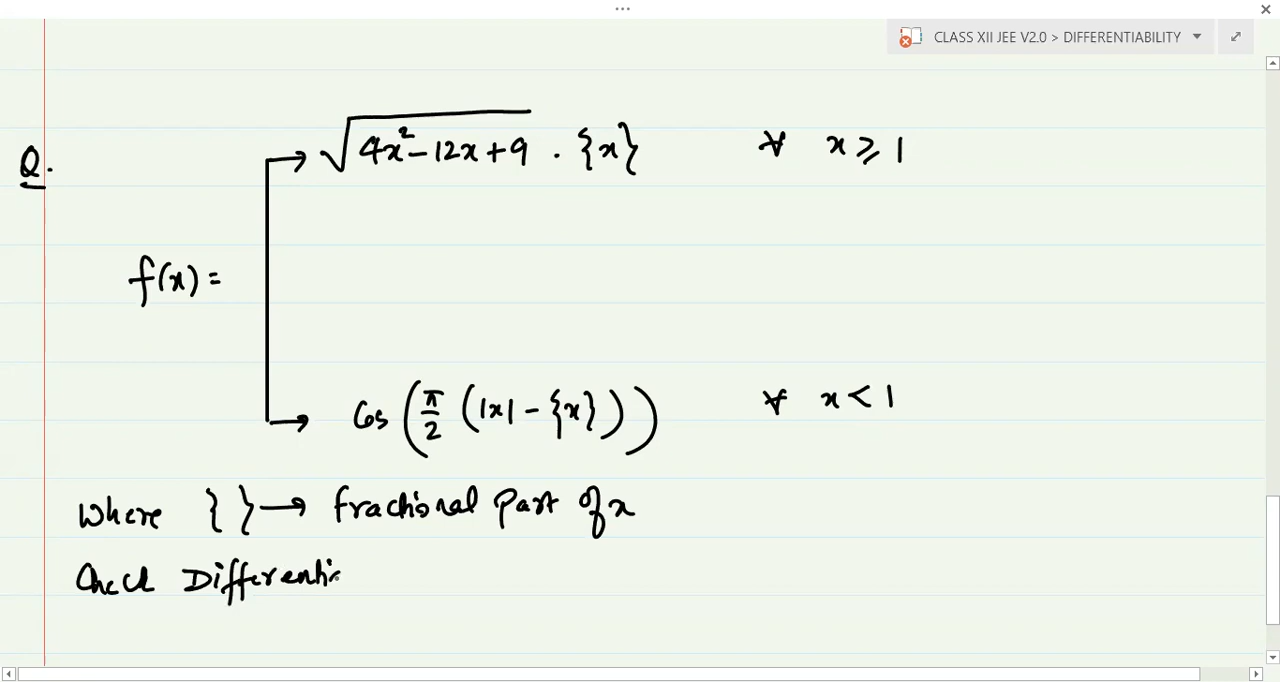 CLASS XII JEE V2.0 > DIFFERENTIABILITY
Q. √(4x²-12x+9) . {x} ∀ x ⩾ 1
f(x) =
Cos (π/2 (|x| - {x})) ∀ x < 1
Where { } → fractional Part of x
Check Differenti